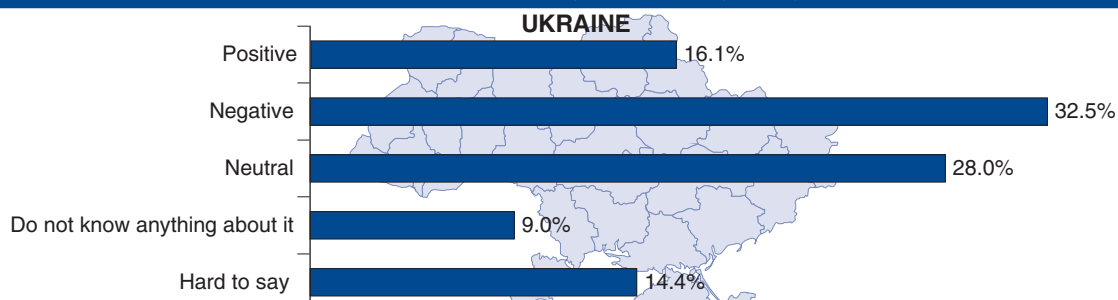 UKRAINE
Positive 16.1%
Negative 32.5%
Neutral 28.0%
Do not know anything about it 9.0%
Hard to say 14.4%